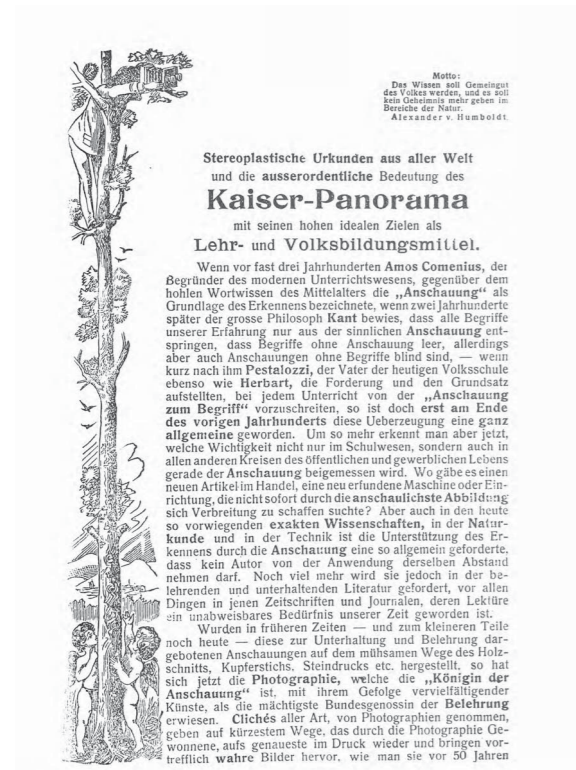 Motto:
Das Wissen soll Gemeingut
des Volkes werden, und es soll
kein Geheimnis mehr geben im
Bereiche der Natur.
Alexander v. Humboldt.
Stereoplastische Urkunden aus aller Welt
und die ausserordentliche Bedeutung des
Kaiser-Panorama
mit seinen hohen idealen Zielen als
Lehr- und Volksbildungsmittel.
Wenn vor fast drei Jahrhunderten Amos Comenius, der
Begründer des modernen Unterrichtswesens, gegenüber dem
hohlen Wortwissen des Mittelalters die „Anschauung“ als
Grundlage des Erkennens bezeichnete, wenn zwei Jahrhunderte
später der grosse Philosoph Kant bewies, dass alle Begriffe
unserer Erfahrung nur aus der sinnlichen Anschauung ent-
springen, dass Begriffe ohne Anschauung leer, allerdings
aber auch Anschauungen ohne Begriffe blind sind, — wenn
kurz nach ihm Pestalozzi, der Vater der heutigen Volksschule
ebenso wie Herbart, die Forderung und den Grundsatz
aufstellten, bei jedem Unterricht von der „Anschauung
zum Begriff“ vorzuschreiten, so ist doch erst am Ende
des vorigen Jahrhunderts diese Ueberzeugung eine ganz
allgemeine geworden. Um so mehr erkennt man aber jetzt,
welche Wichtigkeit nicht nur im Schulwesen, sondern auch in
allen anderen Kreisen des öffentlichen und gewerblichen Lebens
gerade der Anschauung beigemessen wird. Wo gäbe es einen
neuen Artikel im Handel, eine neu erfundene Maschine oder Ein-
richtung, die nicht sofort durch die anschaulichste Abbildung
sich Verbreitung zu schaffen suchte? Aber auch in den heute
so vorwiegenden exakten Wissenschaften, in der Natur-
kunde und in der Technik ist die Unterstützung des Er-
kennens durch die Anschauung eine so allgemein geforderte,
dass kein Autor von der Anwendung derselben Abstand
nehmen darf. Noch viel mehr wird sie jedoch in der be-
lehrenden und unterhaltenden Literatur gefordert, vor allen
Dingen in jenen Zeitschriften und Journalen, deren Lektüre
ein unabweisbares Bedürfnis unserer Zeit geworden ist.
Wurden in früheren Zeiten — und zum kleineren Teile
noch heute — diese zur Unterhaltung und Belehrung dar-
gebotenen Anschauungen auf dem mühsamen Wege des Holz-
schnitts, Kupferstichs, Steindrucks etc. hergestellt, so hat
sich jetzt die Photographie, welche die „Königin der
Anschauung“ ist, mit ihrem Gefolge vervielfältigender
Künste, als die mächtigste Bundesgenossin der Belehrung
erwiesen. Clichés aller Art, von Photographien genommen,
geben auf kürzestem Wege, das durch die Photographie Ge-
wonnene, aufs genaueste im Druck wieder und bringen vor-
trefflich wahre Bilder hervor, wie man sie vor 50 Jahren